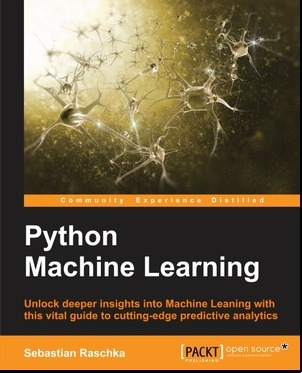 Community Experience Distilled
Python
Machine Learning
Unlock deeper insights into Machine Leaning with
this vital guide to cutting-edge predictive analytics
Sebastian Raschka
[PACKT] open source*
PUBLISHING